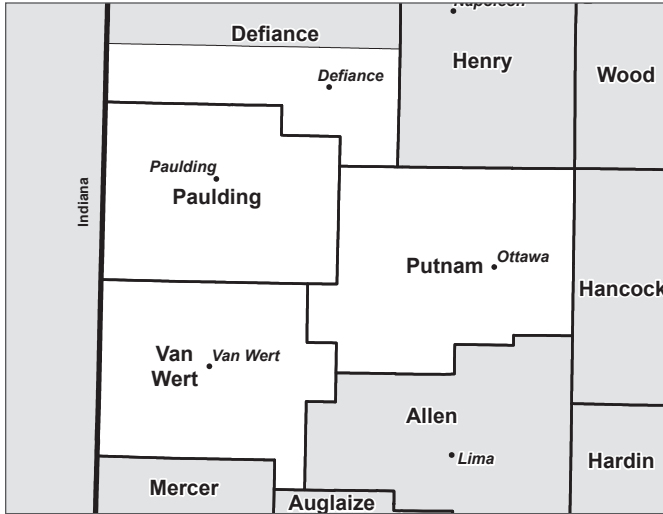 Napoleon
Defiance
Henry
Wood
Defiance
Paulding
Paulding
Indiana
Ottawa
Putnam
Hancock
Van Wert
Van
Wert
Allen
Lima
Hardin
Mercer
Auglaize